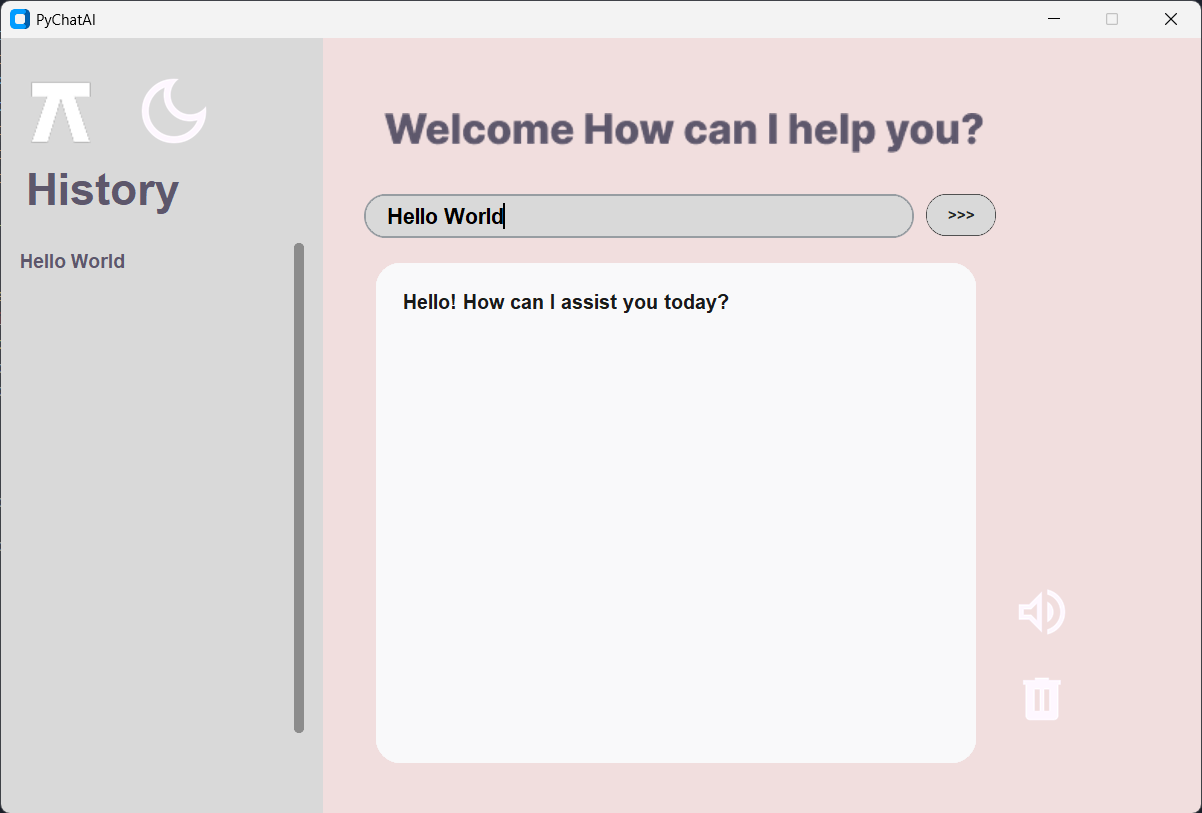 PyChatAI
History
Hello World
Welcome How can I help you?
Hello World
>>>
Hello! How can I assist you today?